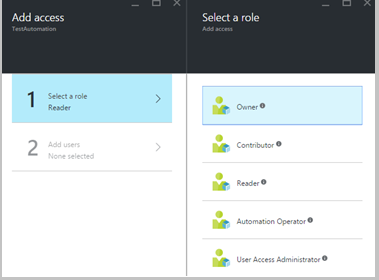 Add access
TestAutomation
1
Select a role
Reader
2
Add users
None selected
Select a role
Add access
Owner
Contributor
Reader
Automation Operator
User Access Administrator